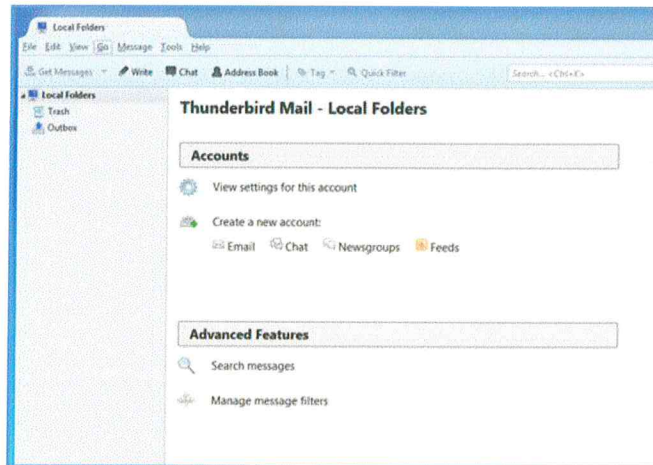 Local Folders
File Edit View Go Message Tools Help
Get Messages Write Chat Address Book Tag Quick Filter Search... <Ctrl+K>
Local Folders
Trash
Outbox
Thunderbird Mail - Local Folders
Accounts
View settings for this account
Create a new account:
Email Chat Newsgroups Feeds
Advanced Features
Search messages
Manage message filters